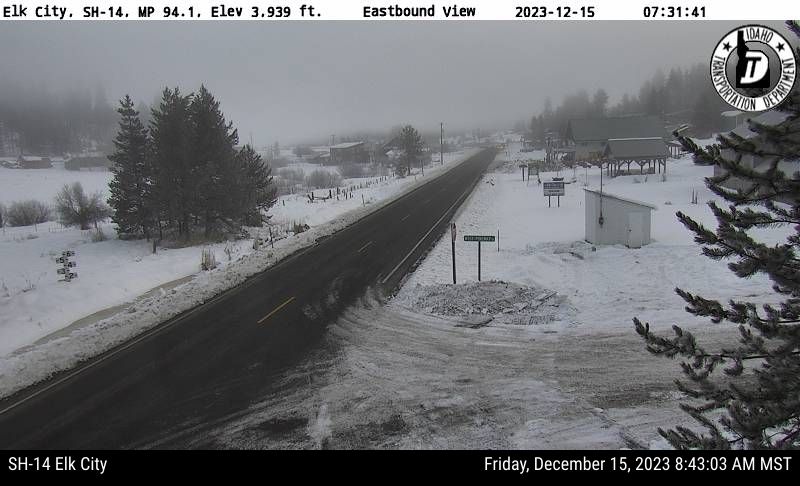 Elk City, SH-14, MP 94.1, Elev 3,939 ft. Eastbound View 2023-12-15 07:31:41
IDAHO
TRANSPORTATION DEPARTMENT
SH-14 Elk City
Friday, December 15, 2023 8:43:03 AM MST